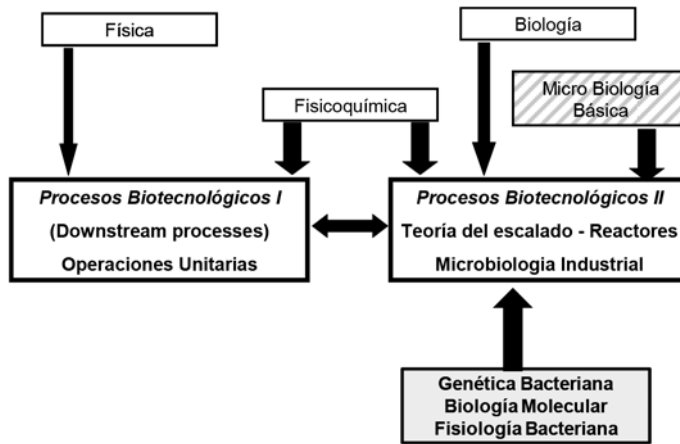 Física
Biología
Fisicoquímica
Micro Biología
Básica
Procesos Biotecnológicos I
(Downstream processes)
Operaciones Unitarias
Procesos Biotecnológicos II
Teoría del escalado - Reactores
Microbiologia Industrial
Genética Bacteriana
Biología Molecular
Fisiología Bacteriana